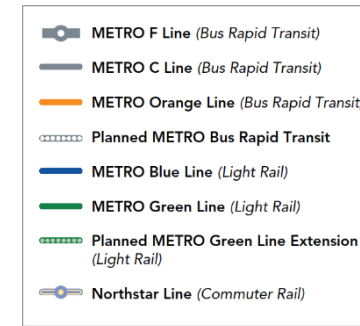 METRO F Line (Bus Rapid Transit)
METRO C Line (Bus Rapid Transit)
METRO Orange Line (Bus Rapid Transit)
Planned METRO Bus Rapid Transit
METRO Blue Line (Light Rail)
METRO Green Line (Light Rail)
Planned METRO Green Line Extension
(Light Rail)
Northstar Line (Commuter Rail)